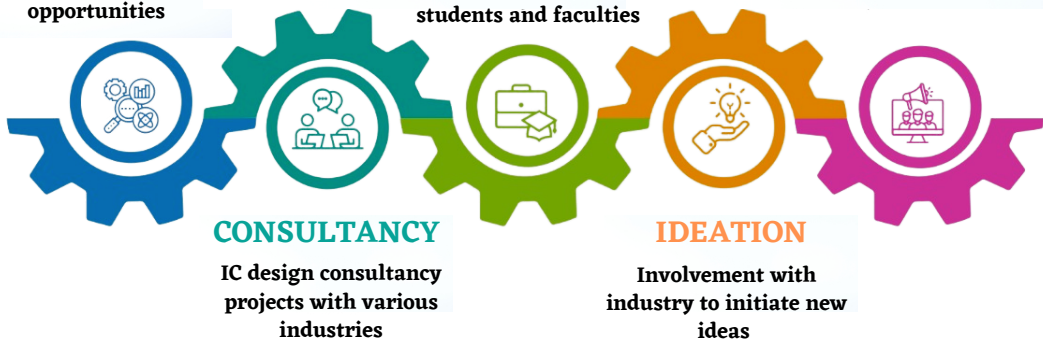 opportunities
students and faculties
CONSULTANCY
IC design consultancy
projects with various
industries
IDEATION
Involvement with
industry to initiate new
ideas